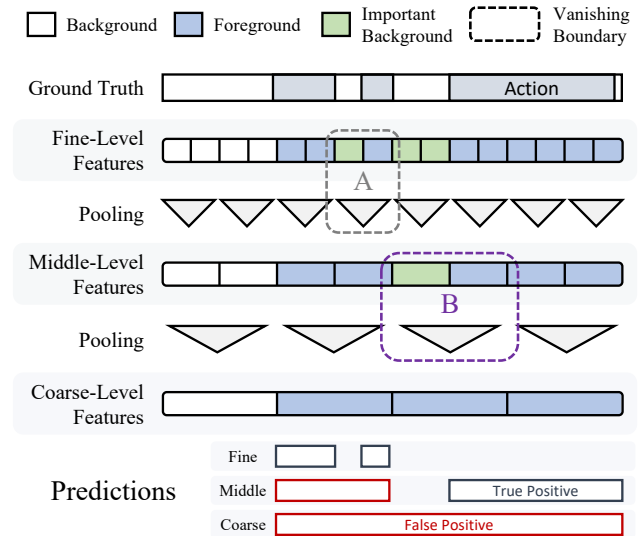 Background
Foreground
Important
Background
Vanishing
Boundary
Ground Truth
Action
Fine-Level
Features
A
Pooling
Middle-Level
Features
B
Pooling
Coarse-Level
Features
Predictions
Fine
Middle
True Positive
Coarse
False Positive